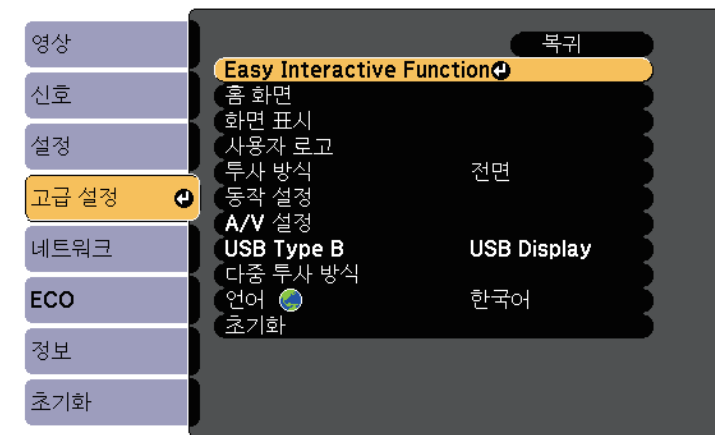 영상
신호
설정
고급 설정
네트워크
ECO
정보
초기화
복귀
Easy Interactive Function
홈 화면
화면 표시
사용자 로고
투사 방식 전면
동작 설정
A/V 설정
USB Type B USB Display
다중 투사 방식
언어 한국어
초기화